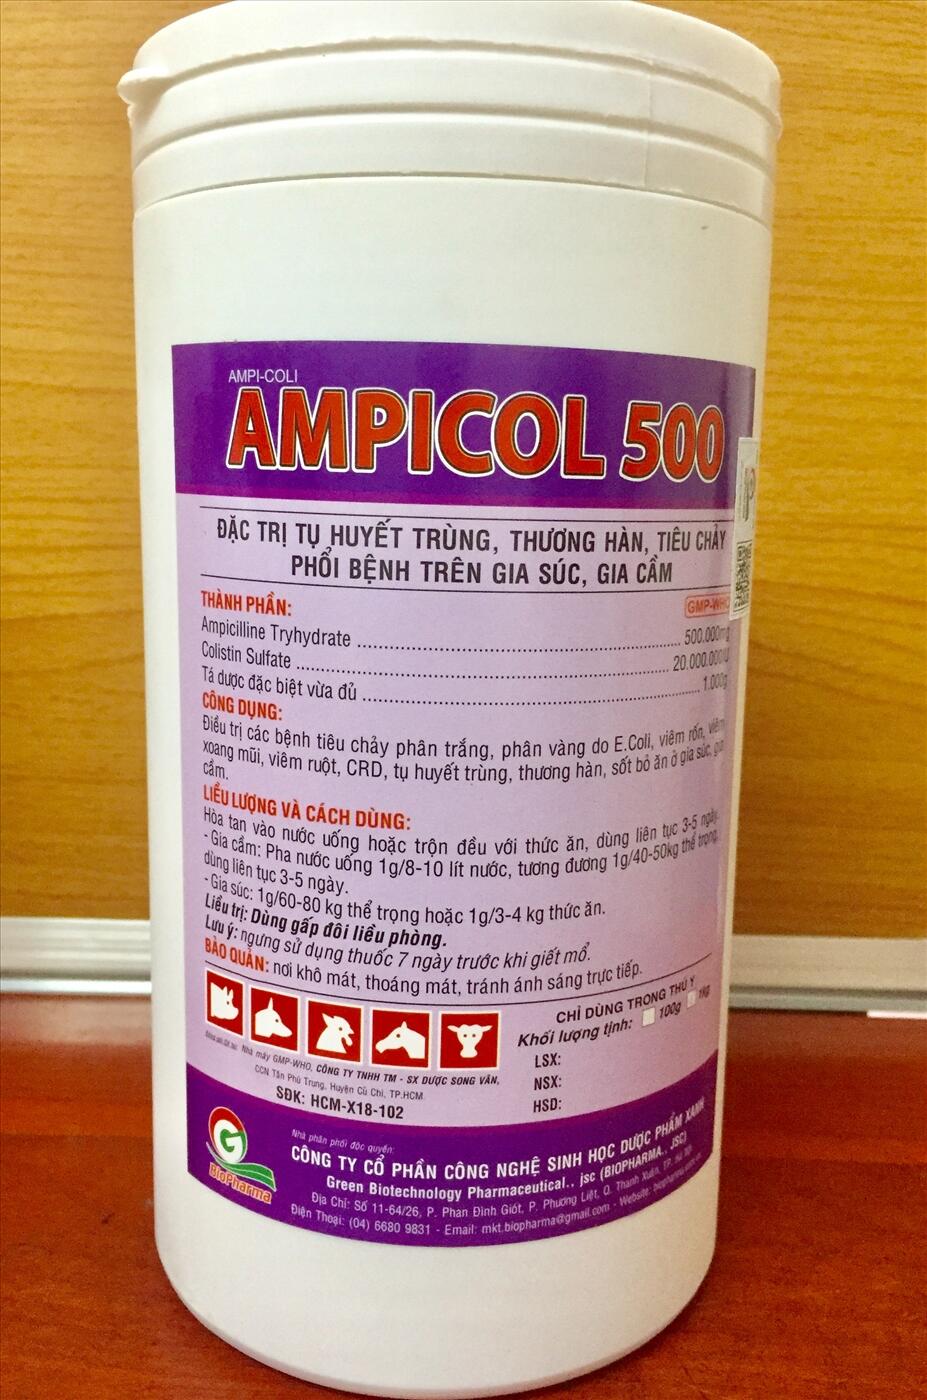 AMPI-COLI
AMPICOL 500
ĐẶC TRỊ TỤ HUYẾT TRÙNG, THƯƠNG HÀN, TIÊU CHẢY
PHỔI BỆNH TRÊN GIA SÚC, GIA CẦM
THÀNH PHẦN:
GMP-WHO
Ampicilline Tryhydrate ........ 500.000mg
Colistin Sulfate ........ 20.000.000IU
Tá dược đặc biệt vừa đủ ........ 1.000g
CÔNG DỤNG:
Điều trị các bệnh tiêu chảy phân trắng, phân vàng do E.Coli, viêm rốn, viêm
xoang mũi, viêm ruột, CRD, tụ huyết trùng, thương hàn, sốt bỏ ăn ở gia súc, gia
cầm.
LIỀU LƯỢNG VÀ CÁCH DÙNG:
Hòa tan vào nước uống hoặc trộn đều với thức ăn, dùng liên tục 3-5 ngày.
- Gia cầm: Pha nước uống 1g/8-10 lít nước, tương đương 1g/40-50kg thể trọng,
dùng liên tục 3-5 ngày.
- Gia súc: 1g/60-80 kg thể trọng hoặc 1g/3-4 kg thức ăn.
Liều trị: Dùng gấp đôi liều phòng.
Lưu ý: ngưng sử dụng thuốc 7 ngày trước khi giết mổ.
BẢO QUẢN: nơi khô mát, thoáng mát, tránh ánh sáng trực tiếp.
CHỈ DÙNG TRONG THÚ Y
Khối lượng tịnh: 100g 1kg
LSX:
NSX:
HSD:
Nhà máy GMP-WHO, CÔNG TY TNHH TM - SX DƯỢC SONG VÂN,
CCN Tân Phú Trung, Huyện Củ Chi, TP.HCM
SĐK: HCM-X18-102
BioPharma
Nhà phân phối độc quyền:
CÔNG TY CỔ PHẦN CÔNG NGHỆ SINH HỌC DƯỢC PHẨM XANH
Green Biotechnology Pharmaceutical., jsc (BIOPHARMA., JSC)
Địa Chỉ: Số 11-64/26, P. Phan Đình Giót, P. Phương Liệt, Q. Thanh Xuân, TP. Hà Nội
Điện Thoại: (04) 6680 9831 - Email: mkt.biopharma@gmail.com - Website: